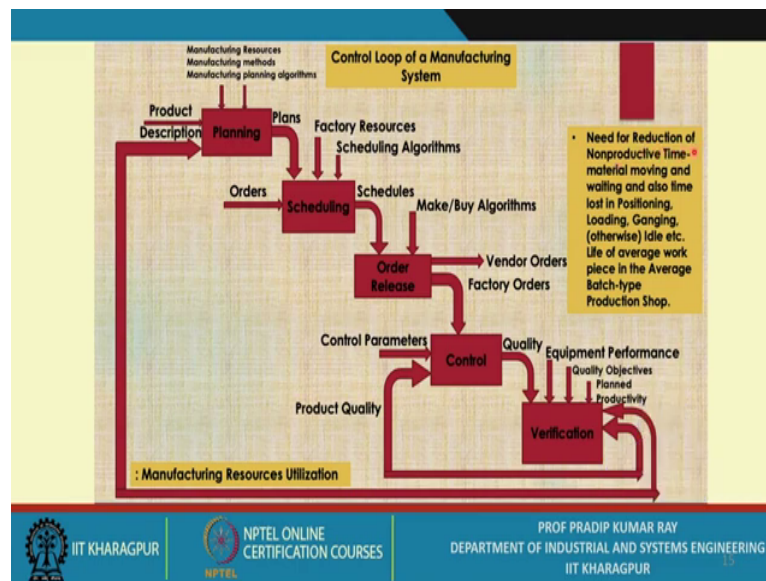 Manufacturing Resources
Manufacturing methods
Manufacturing planning algorithms
Control Loop of a Manufacturing
System
Product
Description
Planning
Plans
Factory Resources
Scheduling Algorithms
Orders
Scheduling
Schedules
Make/Buy Algorithms
Order
Release
Vendor Orders
Factory Orders
• Need for Reduction of
Nonproductive Time-
material moving and
waiting and also time
lost in Positioning,
Loading, Ganging,
(otherwise) Idle etc.
Life of average work
piece in the Average
Batch-type
Production Shop.
Control Parameters
Control
Quality
Equipment Performance
Quality Objectives
Planned
Productivity
Product Quality
Verification
: Manufacturing Resources Utilization
IIT KHARAGPUR
NPTEL
NPTEL ONLINE
CERTIFICATION COURSES
PROF PRADIP KUMAR RAY
DEPARTMENT OF INDUSTRIAL AND SYSTEMS ENGINEERING
IIT KHARAGPUR
15